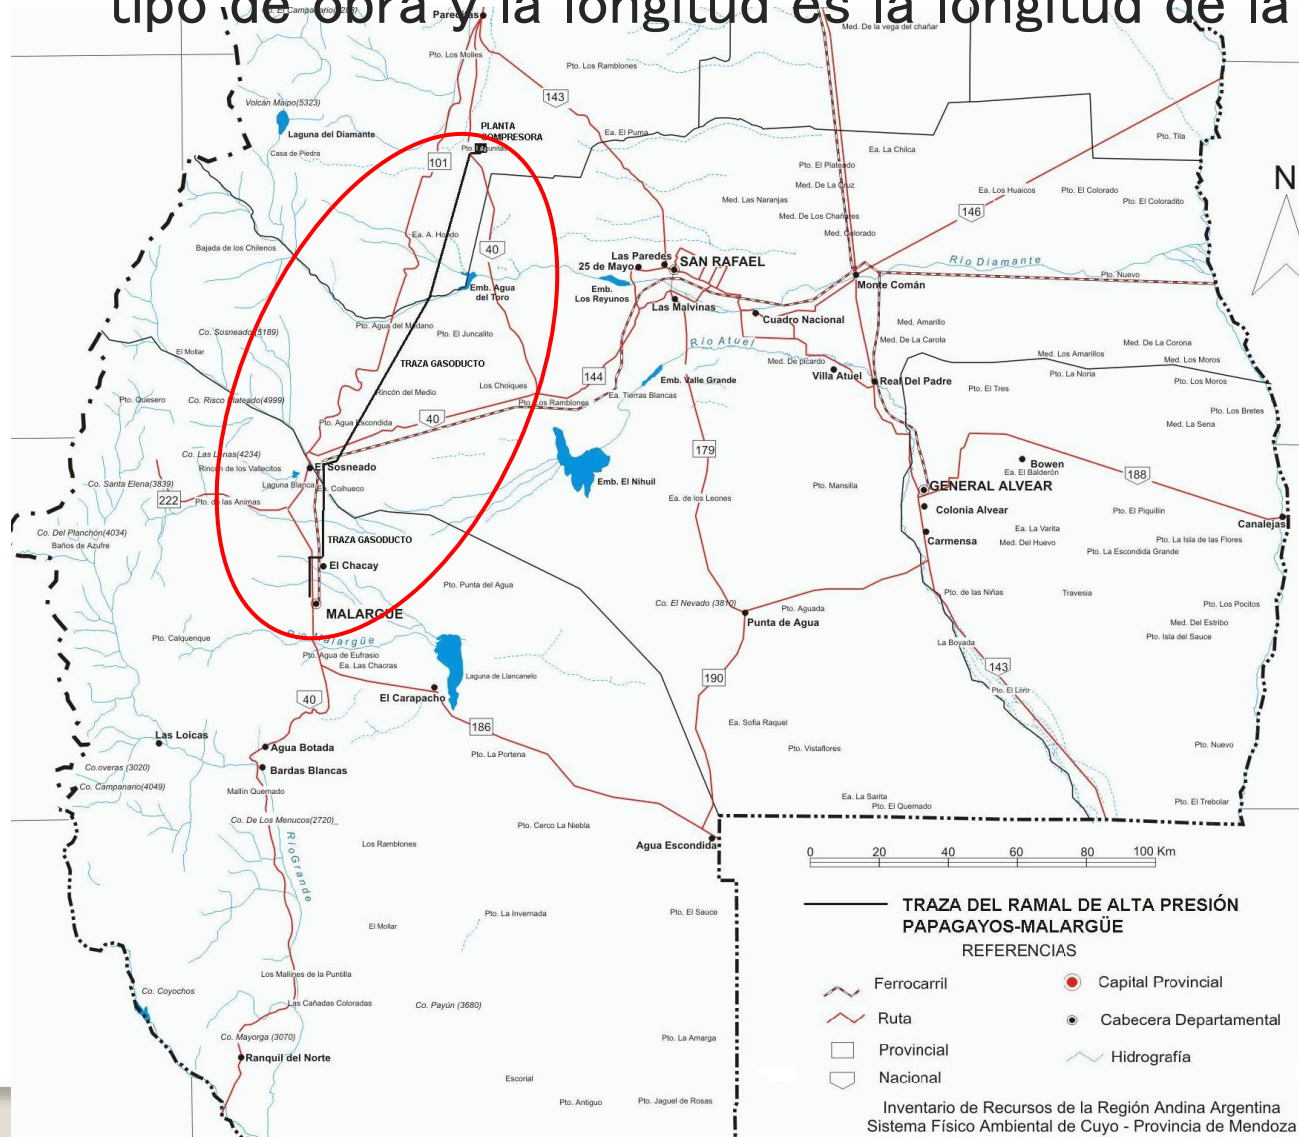 tipo de obra y la longitud es la longitud de la
Co. El Campanario
Paredtas
Med. De la vega del chañar
Pto. Los Molles
Pto. Los Ramblones
143
Volcán Maipo(5323)
PLANTA
COMPRESORA
Laguna del Diamante
Ea. El Puma
Pto. Tila
Casa de Piedra
101
Ea. La Chilca
Pto. El Plateado
Med. De La Cruz
Ea. Los Huaicos
Pto. El Colorado
N
Med. Las Naranjas
Pto. El Coloradito
146
Med. De Los Chañares
Ea. A. Hondo
Med. Colorado
Bajada de los Chilenos
40
Las Paredes
SAN RAFAEL
25 de Mayo
Río Diamante
Pto. Nuevo
Emb. Agua
del Toro
Emb.
Los Reyunos
Monte Comán
Las Malvinas
Cuadro Nacional
Pto. Agua del Médano
Co. Sosneado(5189)
Pto. El Juncalito
Med. Amarillo
Río Atuel
Med. De La Carola
Med. De La Corona
El Mollar
Med. Los Amarillos
Med. Los Moros
TRAZA GASODUCTO
Med. De picardo
Villa Atuel
144
Emb. Valle Grande
Real Del Padre
Pto. La Noria
Pto. Los Moros
Los Choiques
Pto. El Tres
Rincón del Medio
Ea. Tierras Blancas
Pto. Quesero
Co. Risco Plateado(4999)
Pto. Los Ramblones
Pto. Los Bretes
40
Pto. Agua Escondida
Med. La Sena
179
Co. Las Leñas(4234)
Rincón de los Vallecitos
El Sosneado
Bowen
Ea. El Balderón
188
Co. Santa Elena(3839)
Laguna Blanca
Ea. Coihueco
Emb. El Nihuil
Pto. Mansilla
GENERAL ALVEAR
222
Pto. de las Animas
Ea. de los Leones
Colonia Alvear
Pto. El Piquillin
Canalejas
Co. Del Planchón(4034)
Ea. La Varita
Baños de Azufre
TRAZA GASODUCTO
Carmensa
Med. Del Huevo
Pto. La Isla de las Flores
Pto. La Escondida Grande
El Chacay
Pto. Punta del Agua
Pto. de las Niñas
Travesia
MALARGÜE
Co. El Nevado (3810)
Pto. Aguada
Pto. Los Pocitos
Punta de Agua
Med. Del Estribo
Pto. Calquenque
Río Malargüe
Pto. Isla del Sauce
Pto. Agua de Eufrasio
La Boyada
Ea. Las Chacras
143
Laguna de Llancanelo
190
Pto. El Loro
40
El Carapacho
Ea. Sofia Raquel
186
Las Loicas
Agua Botada
Pto. La Portena
Pto. Vistaflores
Pto. Nuevo
Co.overas (3020)
Bardas Blancas
Co. Campanario(4049)
Mallín Quemado
Ea. La Sarita
Pto. El Quemado
Pto. El Trebolar
Co. De Los Menucos(2720)_
Pto. Cerco La Niebla
Río Grande
Los Ramblones
Agua Escondida
0 20 40 60 80 100 Km
TRAZA DEL RAMAL DE ALTA PRESIÓN
PAPAGAYOS-MALARGÜE
Pto. La Invernada
Pto. El Sauce
El Mollar
REFERENCIAS
Los Mallines de la Puntilla
Ferrocarril
Capital Provincial
Co. Coyochos
Las Cañadas Coloradas
Co. Payún (3680)
Ruta
Cabecera Departamental
Co. Mayorga (3070)
Pto. La Amarga
Provincial
Hidrografía
Ranquil del Norte
Nacional
Escorial
Pto. Antiguo
Pto. Jaguel de Rosas
Inventario de Recursos de la Región Andina Argentina
Sistema Físico Ambiental de Cuyo - Provincia de Mendoza